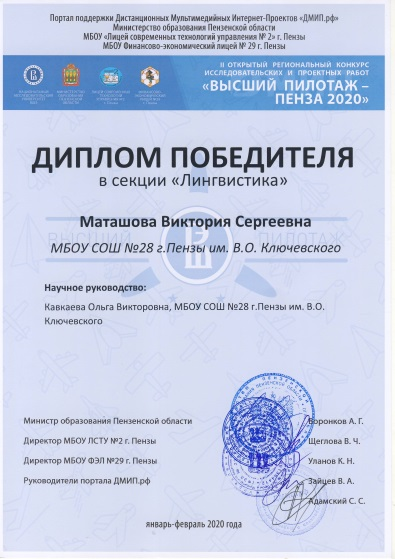 Портал поддержки Дистанционных Мультимедийных Интернет-Проектов «ДМИП.рф»
Министерство образования Пензенской области
МБОУ «Лицей современных технологий управления № 2» г. Пензы
МБОУ Финансово-экономический лицей № 29 г. Пензы
II ОТКРЫТЫЙ РЕГИОНАЛЬНЫЙ КОНКУРС
ИССЛЕДОВАТЕЛЬСКИХ И ПРОЕКТНЫХ РАБОТ
«ВЫСШИЙ ПИЛОТАЖ –
ПЕНЗА 2020»
ДИПЛОМ ПОБЕДИТЕЛЯ
в секции «Лингвистика»
Маташова Виктория Сергеевна
МБОУ СОШ №28 г.Пензы им. В.О. Ключевского
ВЫСШИЙ ПИЛОТАЖ
Научное руководство:
Кавкаева Ольга Викторовна, МБОУ СОШ №28 г.Пензы им. В.О.
Ключевского
Министр образования Пензенской области Воронков А. Г.
Директор МБОУ ЛСТУ №2 г. Пензы Щеглова В. Ч.
Директор МБОУ ФЭЛ №29 г. Пензы Уланов К. Н.
Руководители портала ДМИП.рф Зайцев В. А.
Адамский С. С.
январь-февраль 2020 года